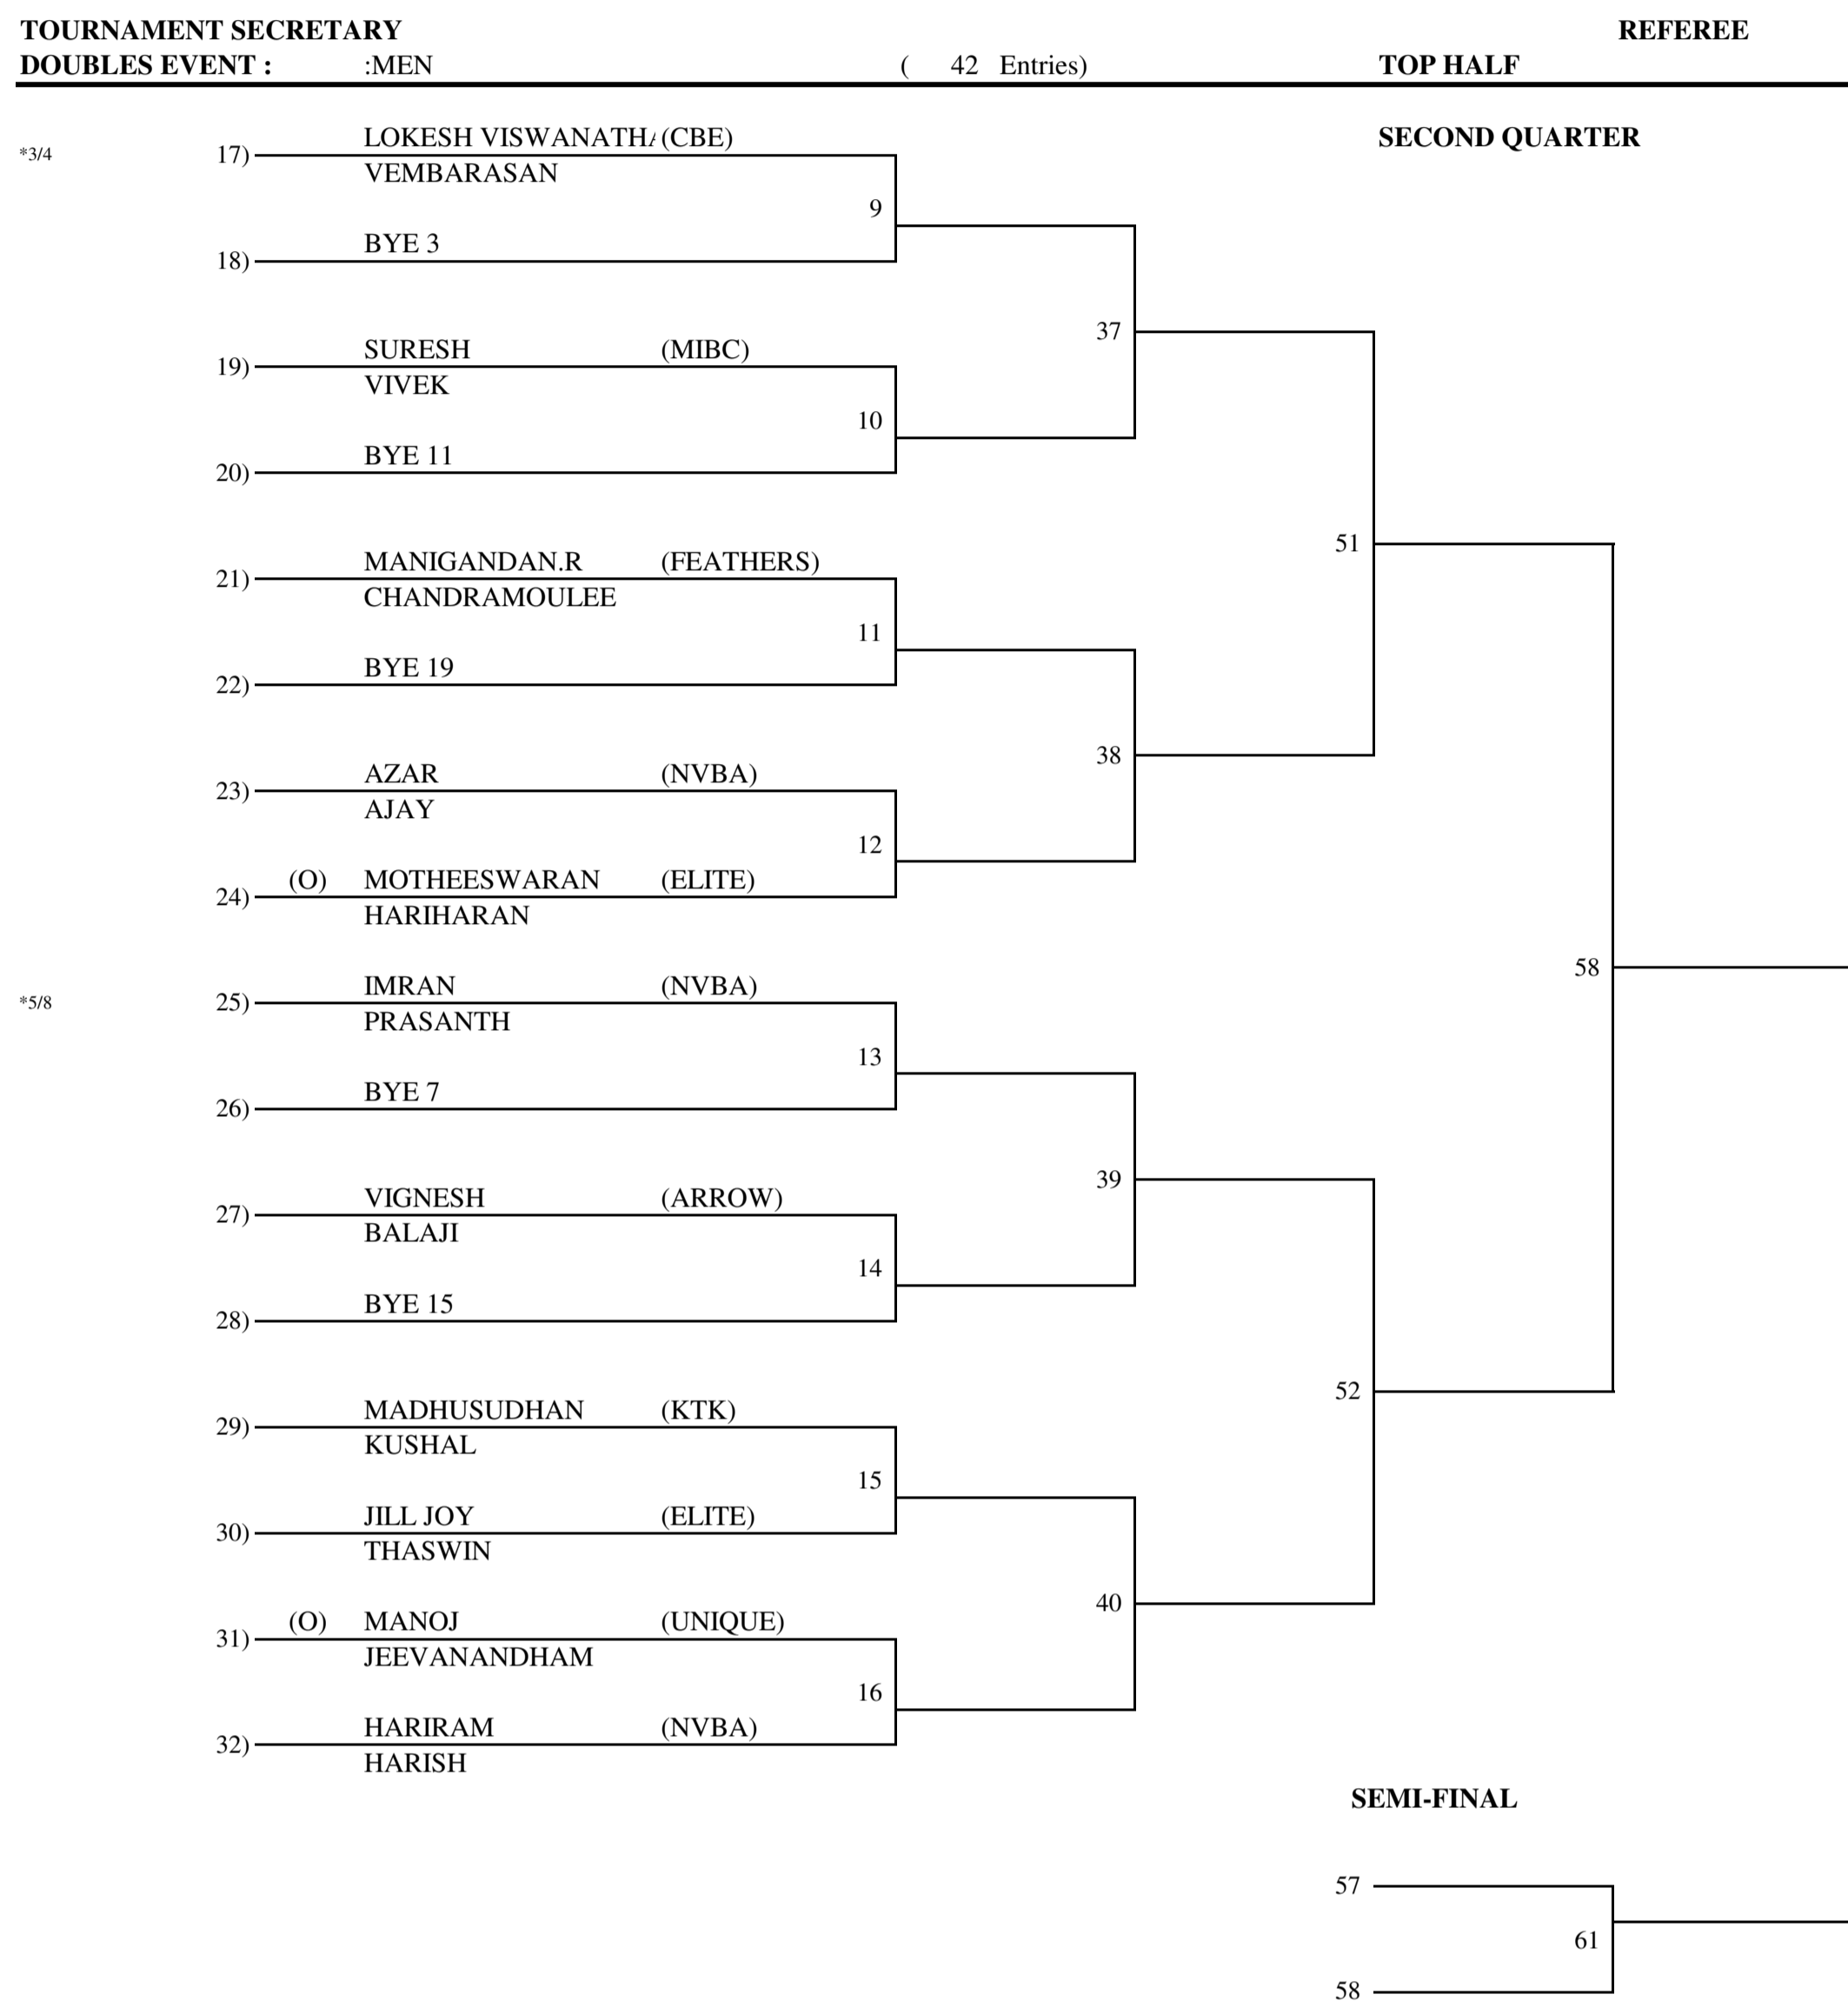 TOURNAMENT SECRETARY REFEREE
DOUBLES EVENT : :MEN ( 42 Entries) TOP HALF
SECOND QUARTER
*3/4 17) LOKESH VISWANATH (CBE)
VEMBARASAN
9
18) BYE 3
37
19) SURESH (MIBC)
VIVEK
10
20) BYE 11
51
21) MANIGANDAN.R (FEATHERS)
CHANDRAMOULEE
11
22) BYE 19
38
23) AZAR (NVBA)
AJAY
12
24) (O) MOTHEESWARAN (ELITE)
HARIHARAN
58
*5/8 25) IMRAN (NVBA)
PRASANTH
13
26) BYE 7
39
27) VIGNESH (ARROW)
BALAJI
14
28) BYE 15
52
29) MADHUSUDHAN (KTK)
KUSHAL
15
30) JILL JOY (ELITE)
THASWIN
40
31) (O) MANOJ (UNIQUE)
JEEVANANDHAM
16
32) HARIRAM (NVBA)
HARISH
SEMI-FINAL
57
61
58